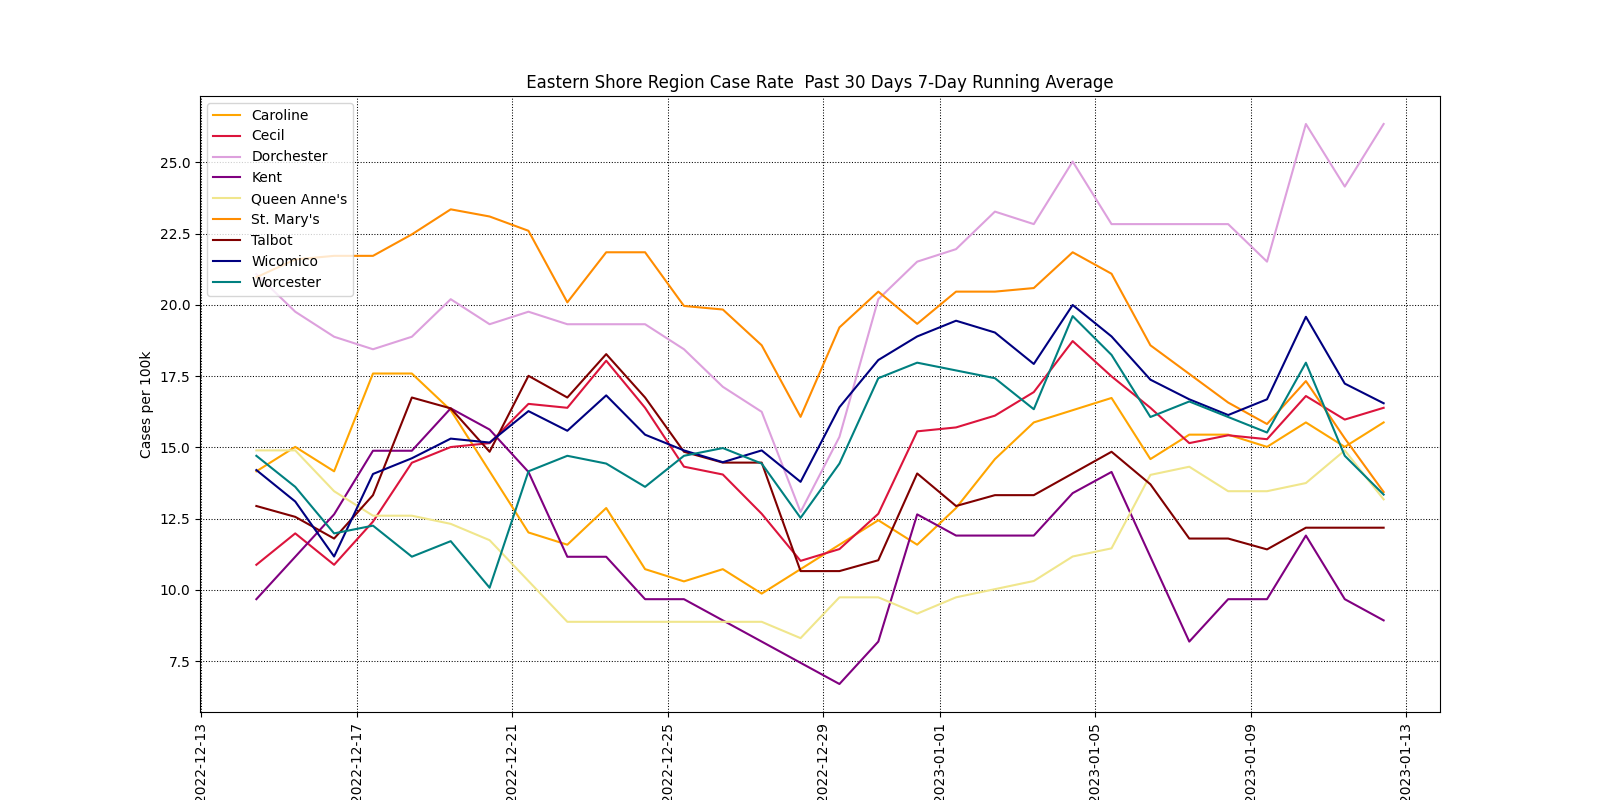 Eastern Shore Region Case Rate  Past 30 Days 7-Day Running Average
Caroline
Cecil
Dorchester
Kent
Queen Anne's
St. Mary's
Talbot
Wicomico
Worcester
Cases per 100k
25.0
22.5
20.0
17.5
15.0
12.5
10.0
7.5
2022-12-13
2022-12-17
2022-12-21
2022-12-25
2022-12-29
2023-01-01
2023-01-05
2023-01-09
2023-01-13